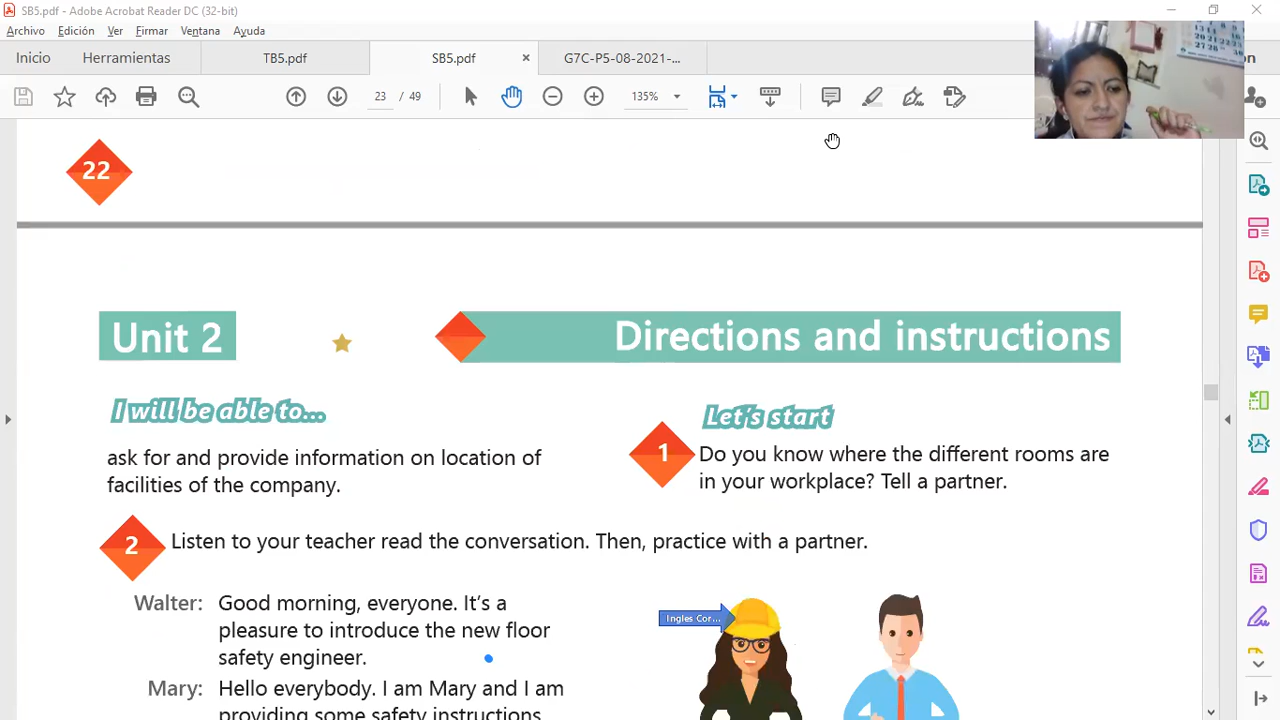 SB5.pdf - Adobe Acrobat Reader DC (32-bit)
Archivo Edición Ver Firmar Ventana Ayuda
Inicio Herramientas TB5.pdf SB5.pdf × G7C-P5-08-2021-...
23 / 49 135%
22
Unit 2 Directions and instructions
I will be able to...
ask for and provide information on location of
facilities of the company.
Let's start
1 Do you know where the different rooms are
in your workplace? Tell a partner.
2 Listen to your teacher read the conversation. Then, practice with a partner.
Walter: Good morning, everyone. It's a
pleasure to introduce the new floor
safety engineer.
Mary: Hello everybody. I am Mary and I am
providing some safety instructions
Ingles Cor...